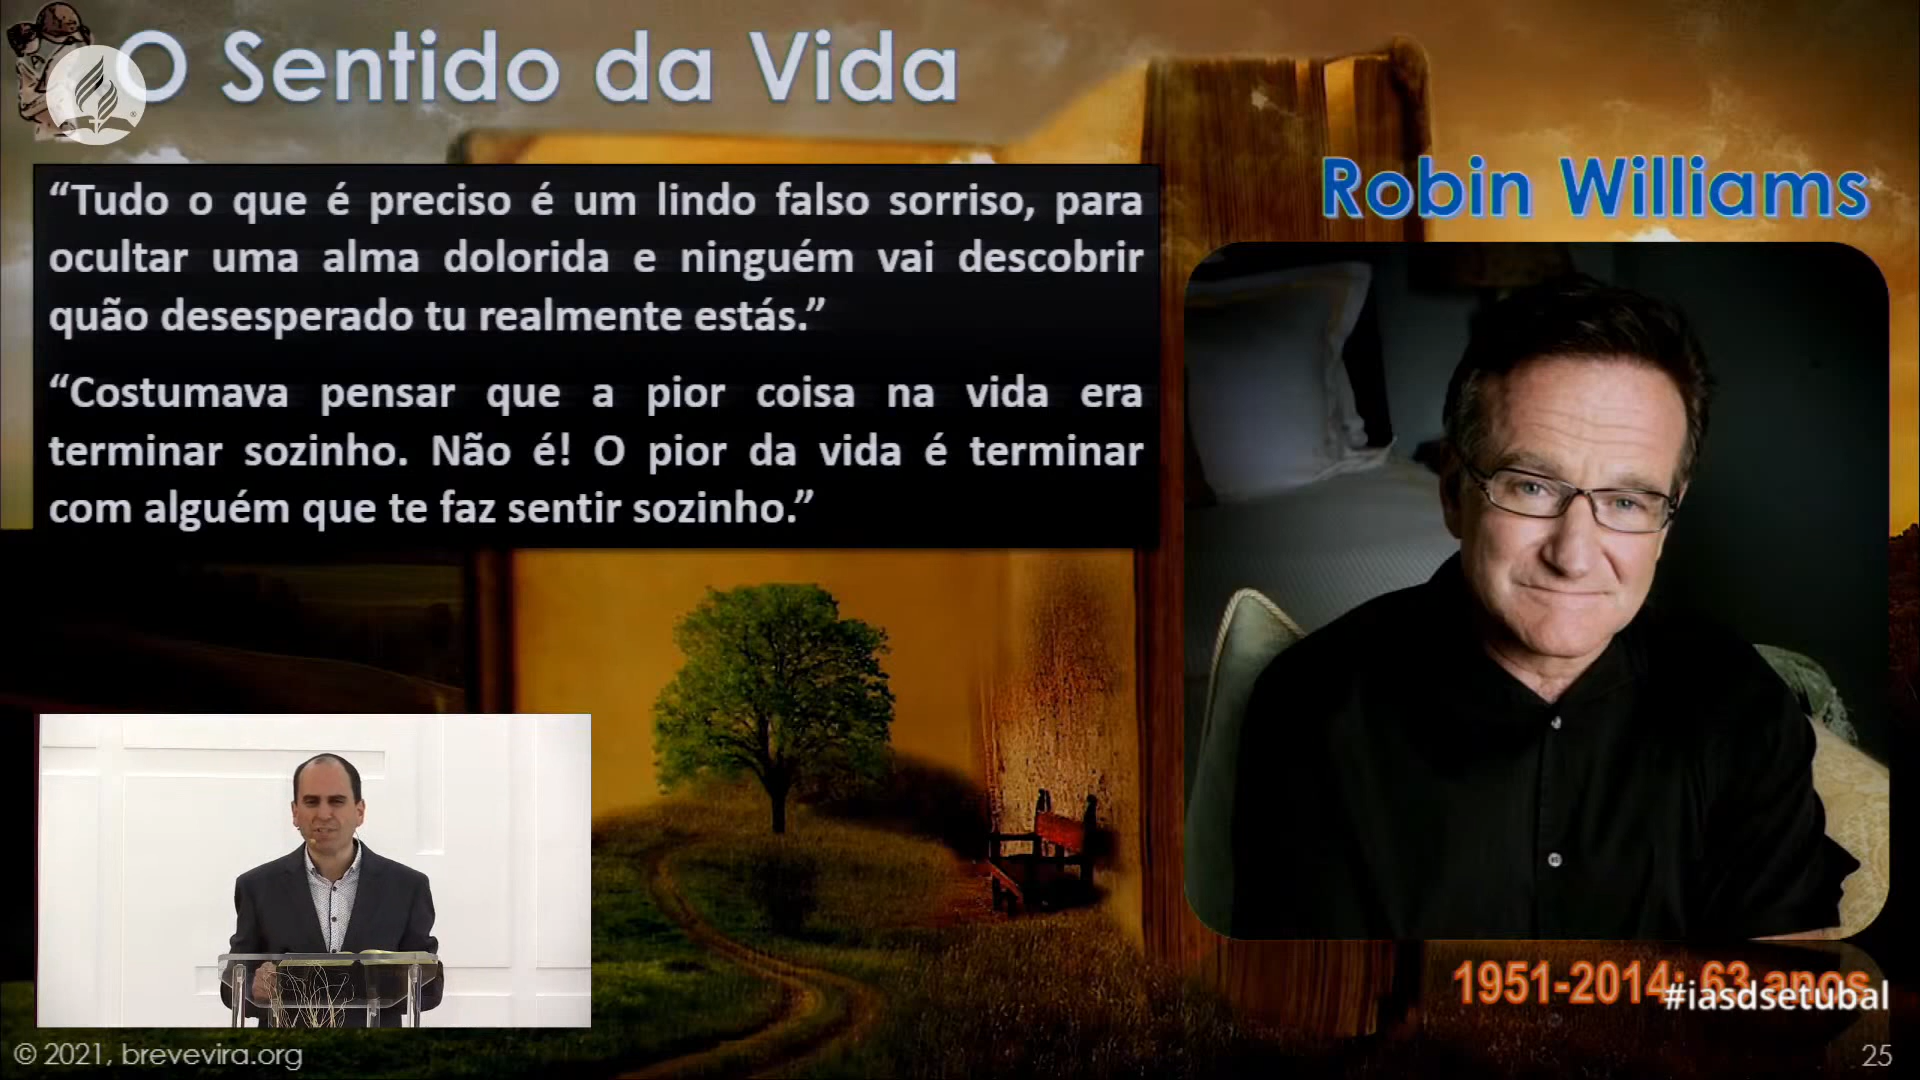 O Sentido da Vida
“Tudo o que é preciso é um lindo falso sorriso, para
ocultar uma alma dolorida e ninguém vai descobrir
quão desesperado tu realmente estás.”
“Costumava pensar que a pior coisa na vida era
terminar sozinho. Não é! O pior da vida é terminar
com alguém que te faz sentir sozinho.”
Robin Williams
1951-2014; 63 anos
#iasdsetubal
© 2021, brevevira.org
25